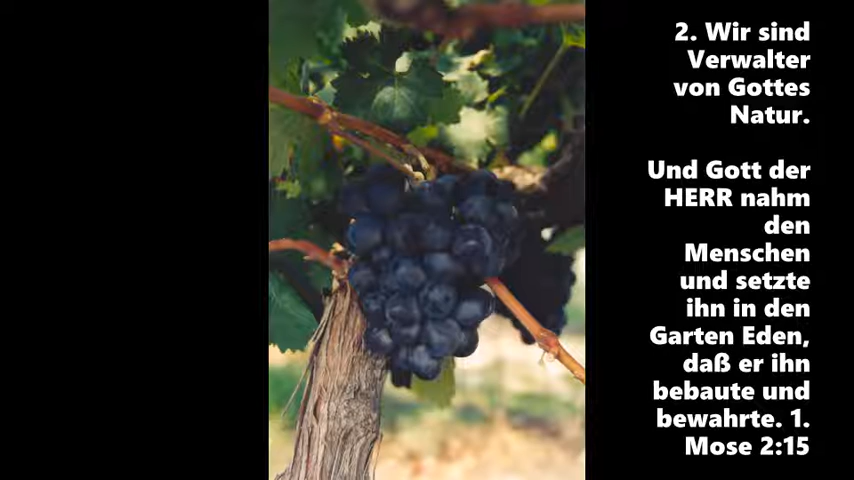 2. Wir sind
Verwalter
von Gottes
Natur.
Und Gott der
HERR nahm
den
Menschen
und setzte
ihn in den
Garten Eden,
daß er ihn
bebaute und
bewahrte. 1.
Mose 2:15